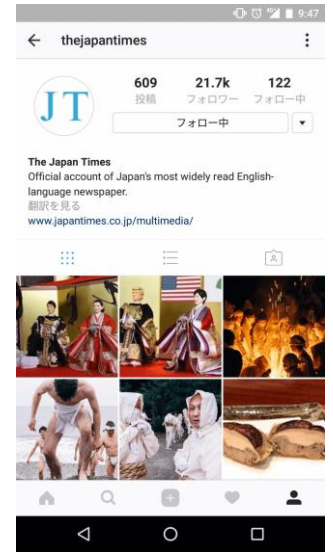 9:47
thejapantimes
JT
609 21.7k 122
投稿 フォロワー フォロー中
フォロー中
The Japan Times
Official account of Japan's most widely read English-
language newspaper.
翻訳を見る
www.japantimes.co.jp/multimedia/